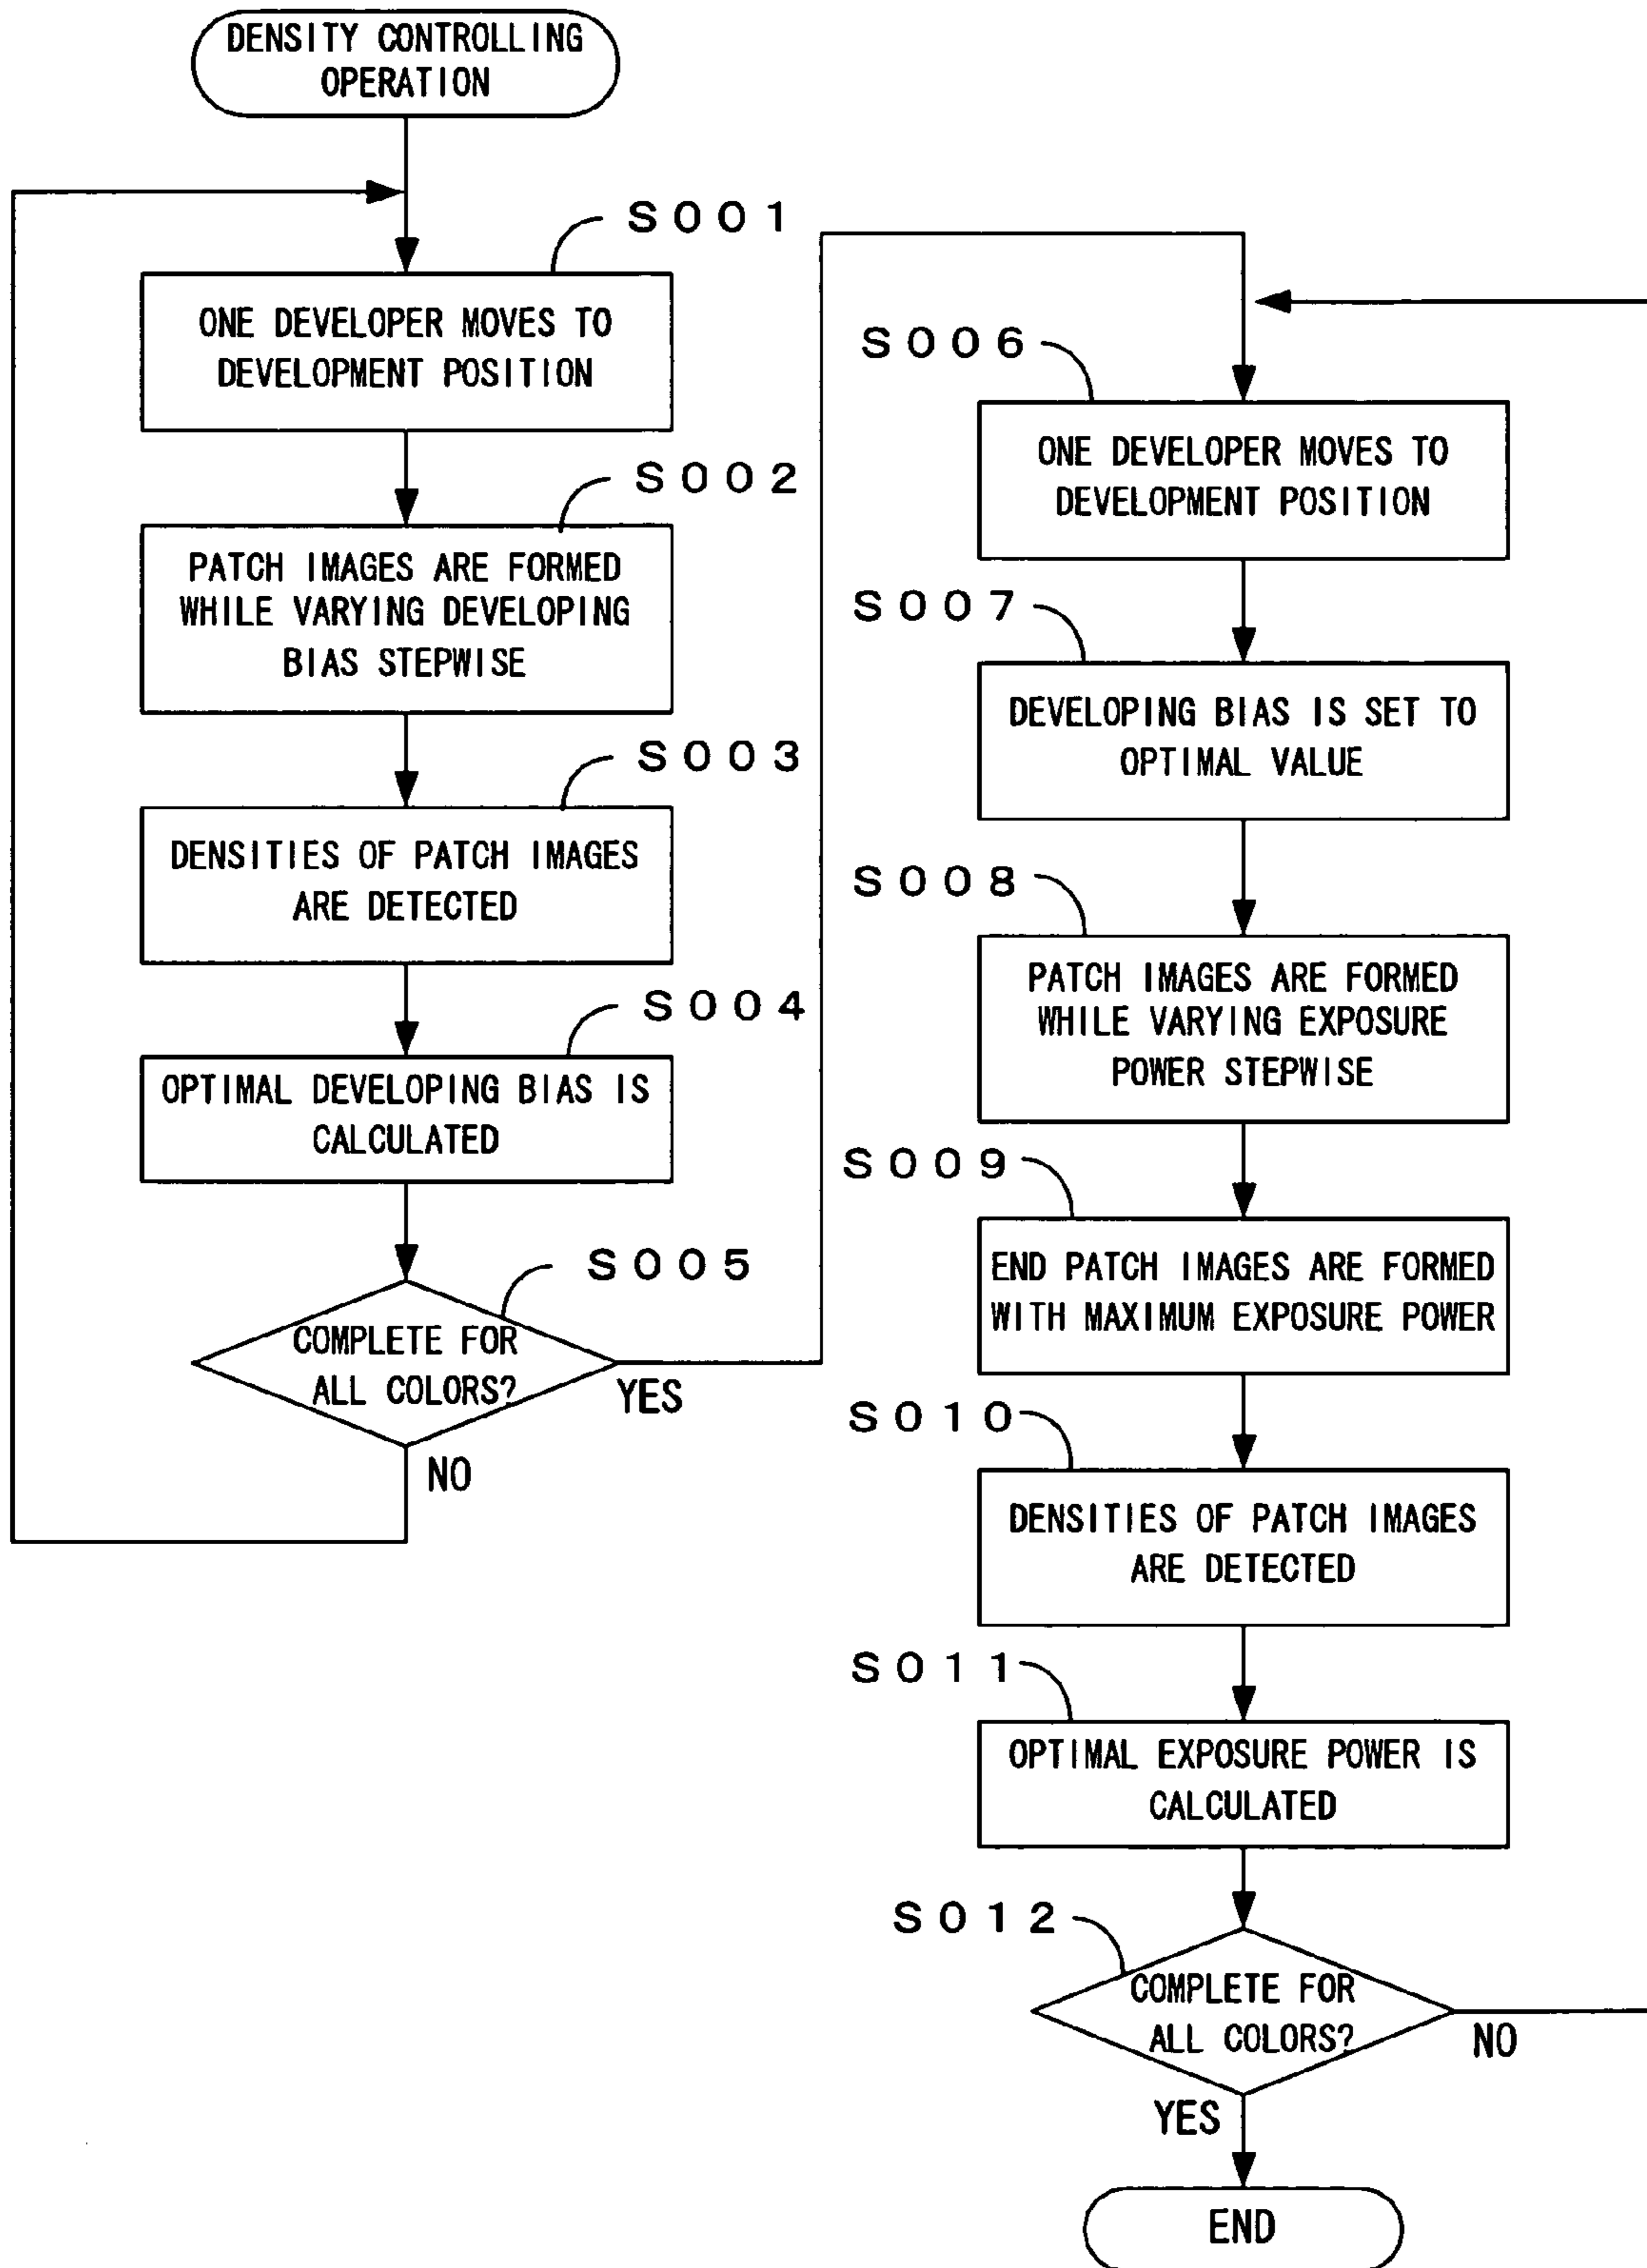 DENSITY CONTROLLING
OPERATION
S001
ONE DEVELOPER MOVES TO
DEVELOPMENT POSITION
S002
PATCH IMAGES ARE FORMED
WHILE VARYING DEVELOPING
BIAS STEPWISE
S003
DENSITIES OF PATCH IMAGES
ARE DETECTED
S004
OPTIMAL DEVELOPING BIAS IS
CALCULATED
S005
COMPLETE FOR
ALL COLORS?
YES
NO
S006
ONE DEVELOPER MOVES TO
DEVELOPMENT POSITION
S007
DEVELOPING BIAS IS SET TO
OPTIMAL VALUE
S008
PATCH IMAGES ARE FORMED
WHILE VARYING EXPOSURE
POWER STEPWISE
S009
END PATCH IMAGES ARE FORMED
WITH MAXIMUM EXPOSURE POWER
S010
DENSITIES OF PATCH IMAGES
ARE DETECTED
S011
OPTIMAL EXPOSURE POWER IS
CALCULATED
S012
COMPLETE FOR
ALL COLORS?
NO
YES
END